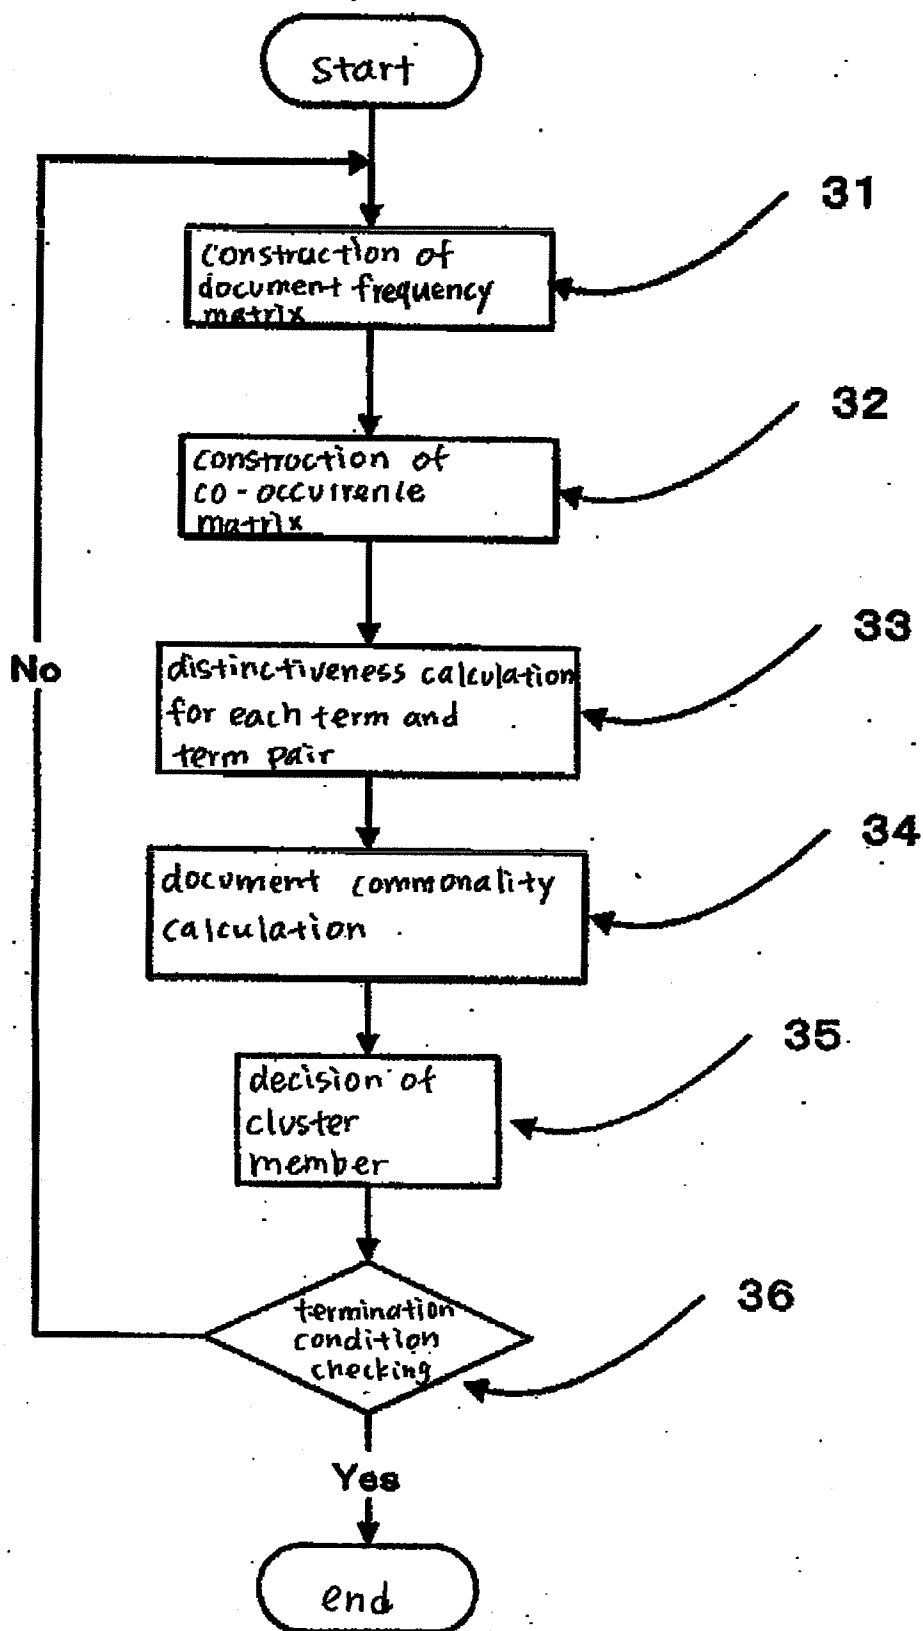 start
31
construction of
document frequency
matrix
32
construction of
co-occurrence
matrix
33
No
distinctiveness calculation
for each term and
term pair
34
document commonality
calculation
35
decision of
cluster
member
36
termination
condition
checking
Yes
end